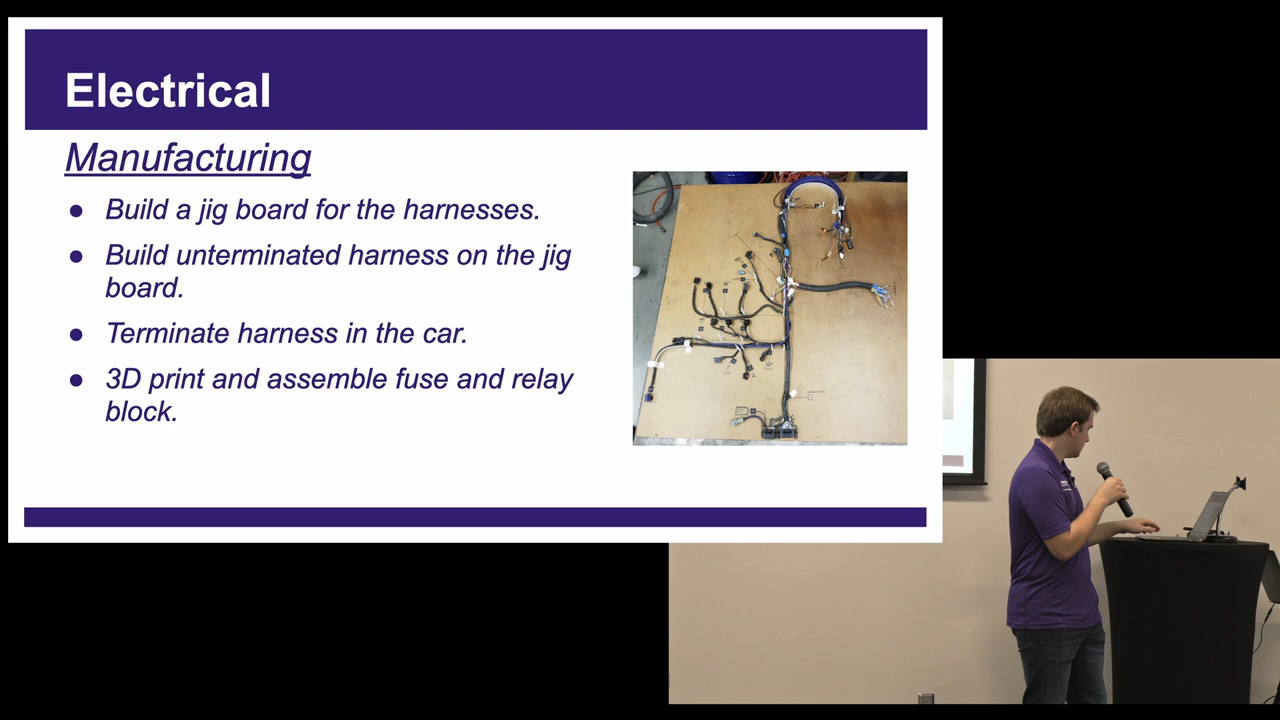 Electrical
Manufacturing
● Build a jig board for the harnesses.
● Build unterminated harness on the jig
board.
● Terminate harness in the car.
● 3D print and assemble fuse and relay
block.